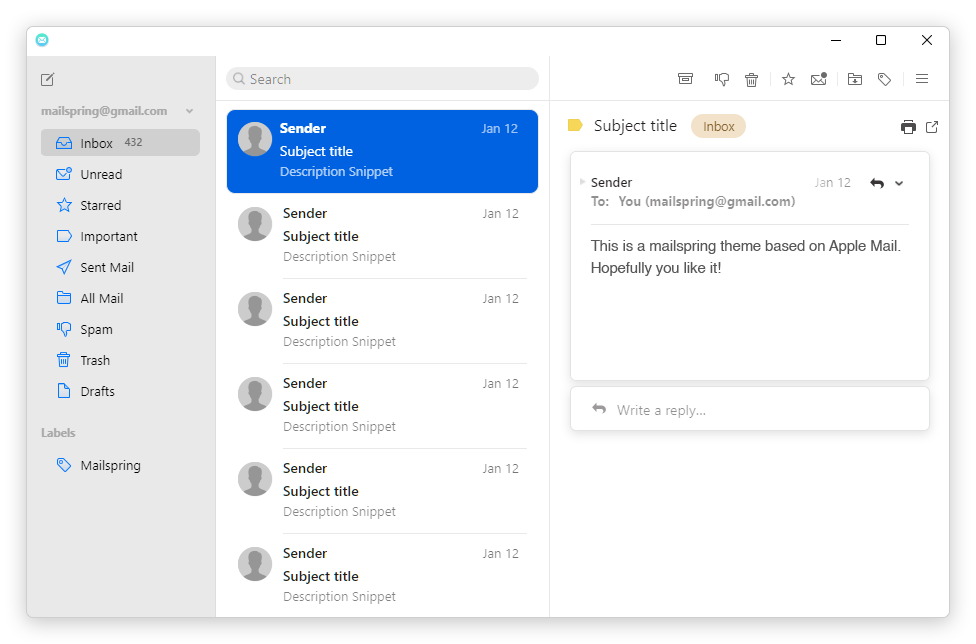 mailspring@gmail.com
Inbox 432
Unread
Starred
Important
Sent Mail
All Mail
Spam
Trash
Drafts
Labels
Mailspring
Search
Sender Jan 12
Subject title
Description Snippet
Sender Jan 12
Subject title
Description Snippet
Sender Jan 12
Subject title
Description Snippet
Sender Jan 12
Subject title
Description Snippet
Sender Jan 12
Subject title
Description Snippet
Sender Jan 12
Subject title
Description Snippet
Subject title Inbox
Sender Jan 12
To: You (mailspring@gmail.com)
This is a mailspring theme based on Apple Mail.
Hopefully you like it!
Write a reply...